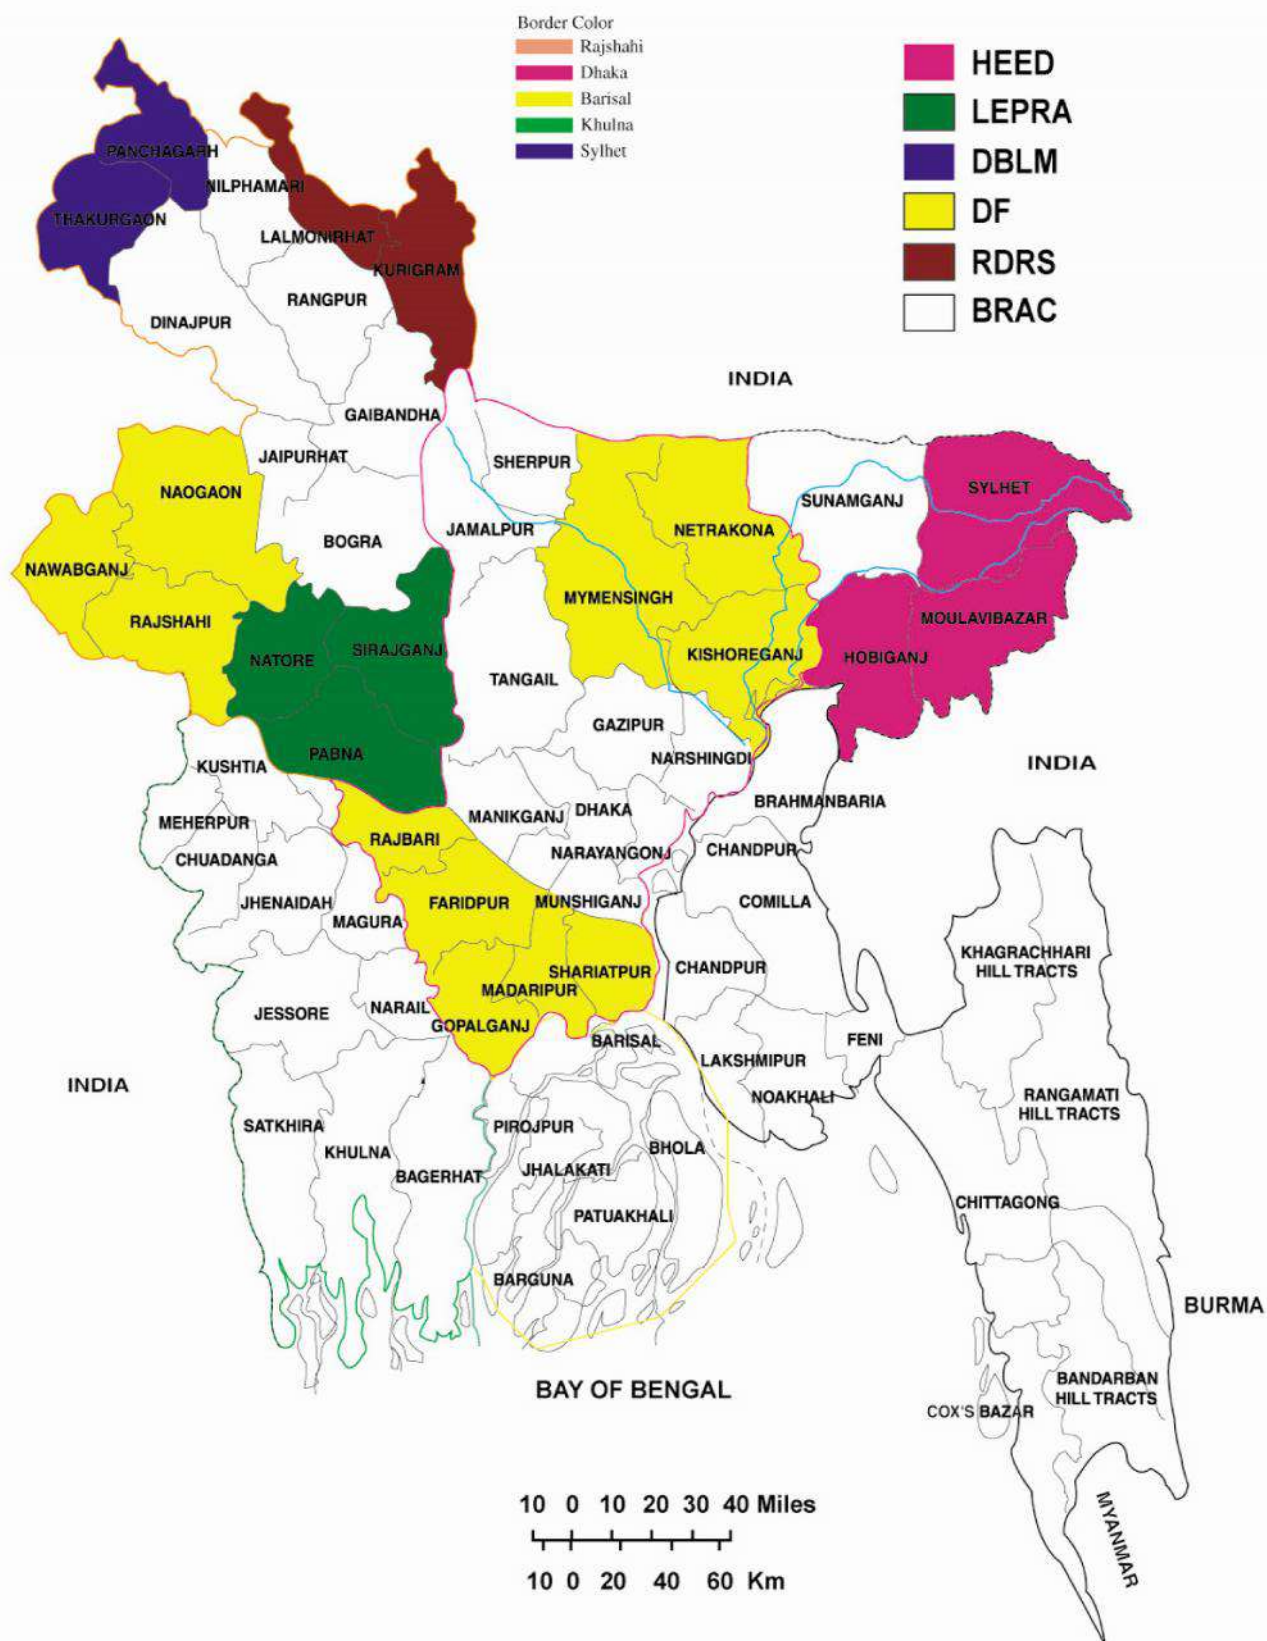 Border Color
Rajshahi
Dhaka
Barisal
Khulna
Sylhet
HEED
LEPRA
DBLM
DF
RDRS
BRAC
PANCHAGARH
NILPHAMARI
THAKURGAON
LALMONIRHAT
KURIGRAM
RANGPUR
DINAJPUR
INDIA
GAIBANDHA
JAIPURHAT
SHERPUR
NAOGAON
SUNAMGANJ
SYLHET
JAMALPUR
NETRAKONA
BOGRA
NAWABGANJ
MYMENSINGH
RAJSHAHI
MOULAVIBAZAR
SIRAJGANJ
KISHOREGANJ
HOBIGANJ
NATORE
TANGAIL
GAZIPUR
PABNA
NARSHINGDI
KUSHTIA
INDIA
BRAHMANBARIA
MANIKGANJ
DHAKA
MEHERPUR
RAJBARI
CHUADANGA
NARAYANGONJ
CHANDPUR
JHENAIDAH
FARIDPUR
MUNSHIGANJ
COMILLA
MAGURA
KHAGRACHHARI
HILL TRACTS
SHARIATPUR
CHANDPUR
MADARIPUR
JESSORE
NARAIL
GOPALGANJ
BARISAL
FENI
LAKSHMIPUR
INDIA
NOAKHALI
RANGAMATI
HILL TRACTS
SATKHIRA
PIROJPUR
KHULNA
BHOLA
BAGERHAT
JHALAKATI
CHITTAGONG
PATUAKHALI
BARGUNA
BURMA
BANDARBAN
HILL TRACTS
BAY OF BENGAL
COX'S BAZAR
MYANMAR
10 0 10 20 30 40 Miles
10 0 20 40 60 Km